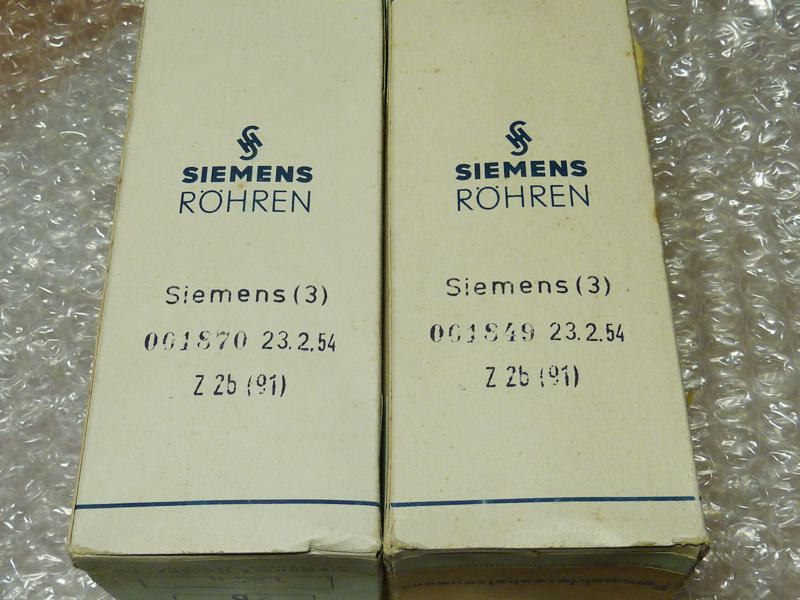 SIEMENS
RÖHREN
Siemens (3)
001870 23.2.54
Z 2b (91)
SIEMENS
RÖHREN
Siemens (3)
001849 23.2.54
Z 2b (91)